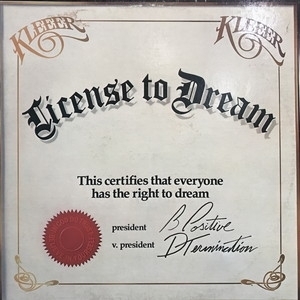 KLEEER KLEEER
License to Dream
This certifies that everyone
has the right to dream
president B Positive
v. president D Termination